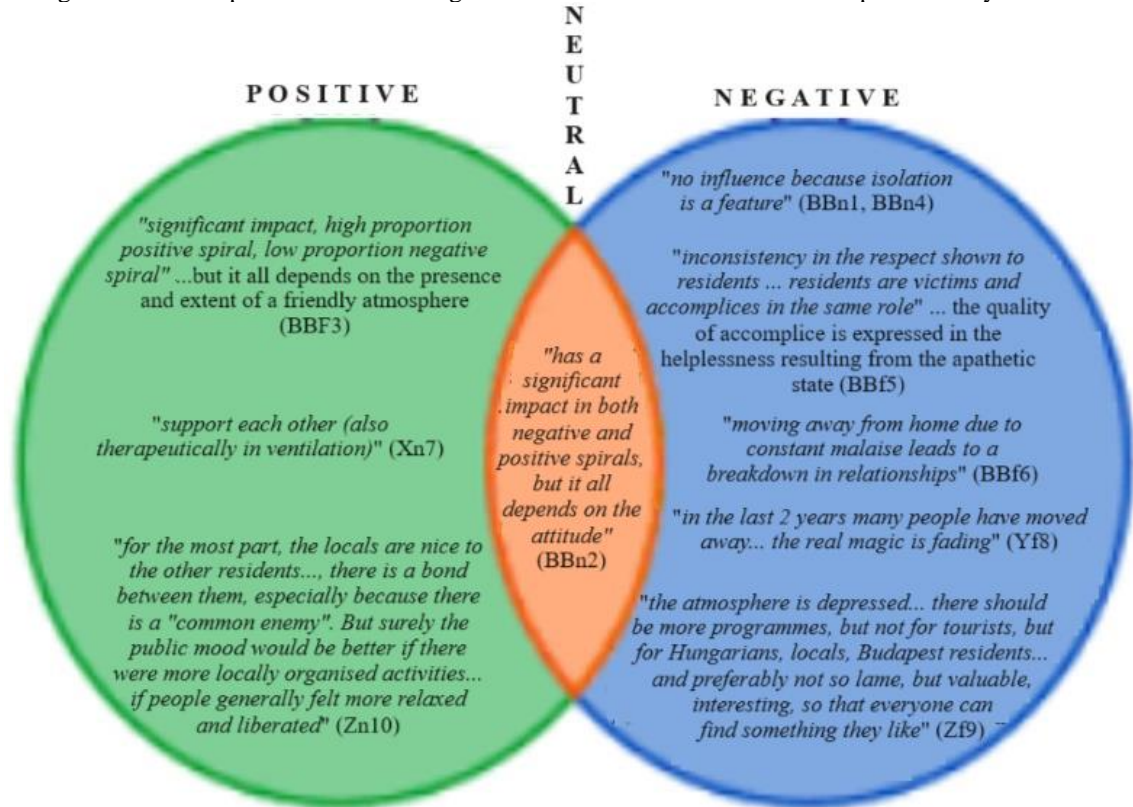 NEUTRAL
POSITIVE
NEGATIVE
"significant impact, high proportion
positive spiral, low proportion negative
spiral" ...but it all depends on the presence
and extent of a friendly atmosphere
(BBF3)
"support each other (also
therapeutically in ventilation)" (Xn7)
"for the most part, the locals are nice to
the other residents..., there is a bond
between them, especially because there
is a "common enemy". But surely the
public mood would be better if there
were more locally organised activities...
if people generally felt more relaxed
and liberated" (Zn10)
"has a
significant
impact in both
negative and
positive spirals,
but it all
depends on the
attitude"
(BBn2)
"no influence because isolation
is a feature" (BBn1, BBn4)
"inconsistency in the respect shown to
residents ... residents are victims and
accomplices in the same role" ... the quality
of accomplice is expressed in the
helplessness resulting from the apathetic
state (BBf5)
"moving away from home due to
constant malaise leads to a
breakdown in relationships" (BBf6)
"in the last 2 years many people have moved
away... the real magic is fading" (Yf8)
"the atmosphere is depressed... there should
be more programmes, but not for tourists, but
for Hungarians, locals, Budapest residents...
and preferably not so lame, but valuable,
interesting, so that everyone can
find something they like" (Zf9)